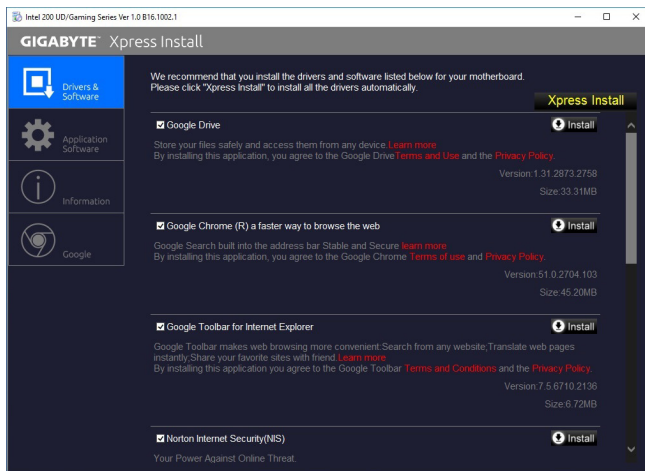 Intel 200 UD/Gaming Series Ver 1.0 B16.1002.1
GIGABYTE™ Xpress Install
Drivers &
Software
Application
Software
Information
Google
We recommend that you install the drivers and software listed below for your motherboard.
Please click "Xpress Install" to install all the drivers automatically.
Xpress Install
Google Drive
Install
Store your files safely and access them from any device.Learn more
By installing this application, you agree to the Google DriveTerms and Use and the Privacy Policy.
Version:1.31.2873.2758
Size:33.31MB
Google Chrome (R) a faster way to browse the web
Install
Google Search built into the address bar Stable and Secure learn more
By installing this application, you agree to the Google Chrome Terms of use and Privacy Policy.
Version:51.0.2704.103
Size:45.20MB
Google Toolbar for Internet Explorer
Install
Google Toolbar makes web browsing more convenient:Search from any website;Translate web pages
instantly;Share your favorite sites with friend.Learn more
By installing this application you agree to the Google Toolbar Terms and Conditions and the Privacy Policy.
Version:7.5.6710.2136
Size:6.72MB
Norton Internet Security(NIS)
Install
Your Power Against Online Threat.